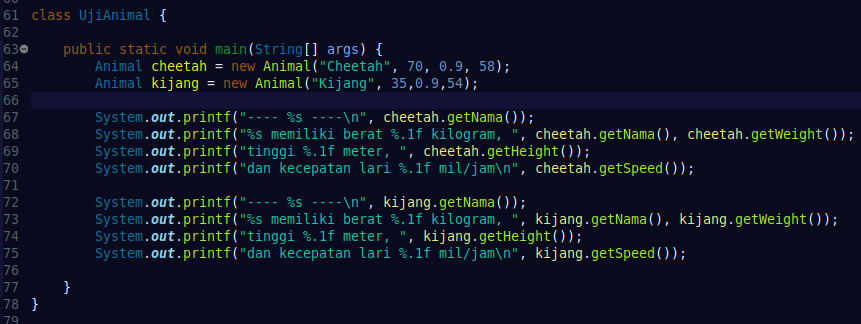 61 class UjiAnimal {
62
63 public static void main(String[] args) {
64 Animal cheetah = new Animal("Cheetah", 70, 0.9, 58);
65 Animal kijang = new Animal("Kijang", 35,0.9,54);
66
67 System.out.printf("---- %s ----\n", cheetah.getNama());
68 System.out.printf("%s memiliki berat %.1f kilogram, ", cheetah.getNama(), cheetah.getWeight());
69 System.out.printf("tinggi %.1f meter, ", cheetah.getHeight());
70 System.out.printf("dan kecepatan lari %.1f mil/jam\n", cheetah.getSpeed());
71
72 System.out.printf("---- %s ----\n", kijang.getNama());
73 System.out.printf("%s memiliki berat %.1f kilogram, ", kijang.getNama(), kijang.getWeight());
74 System.out.printf("tinggi %.1f meter, ", kijang.getHeight());
75 System.out.printf("dan kecepatan lari %.1f mil/jam\n", kijang.getSpeed());
76
77 }
78 }
79